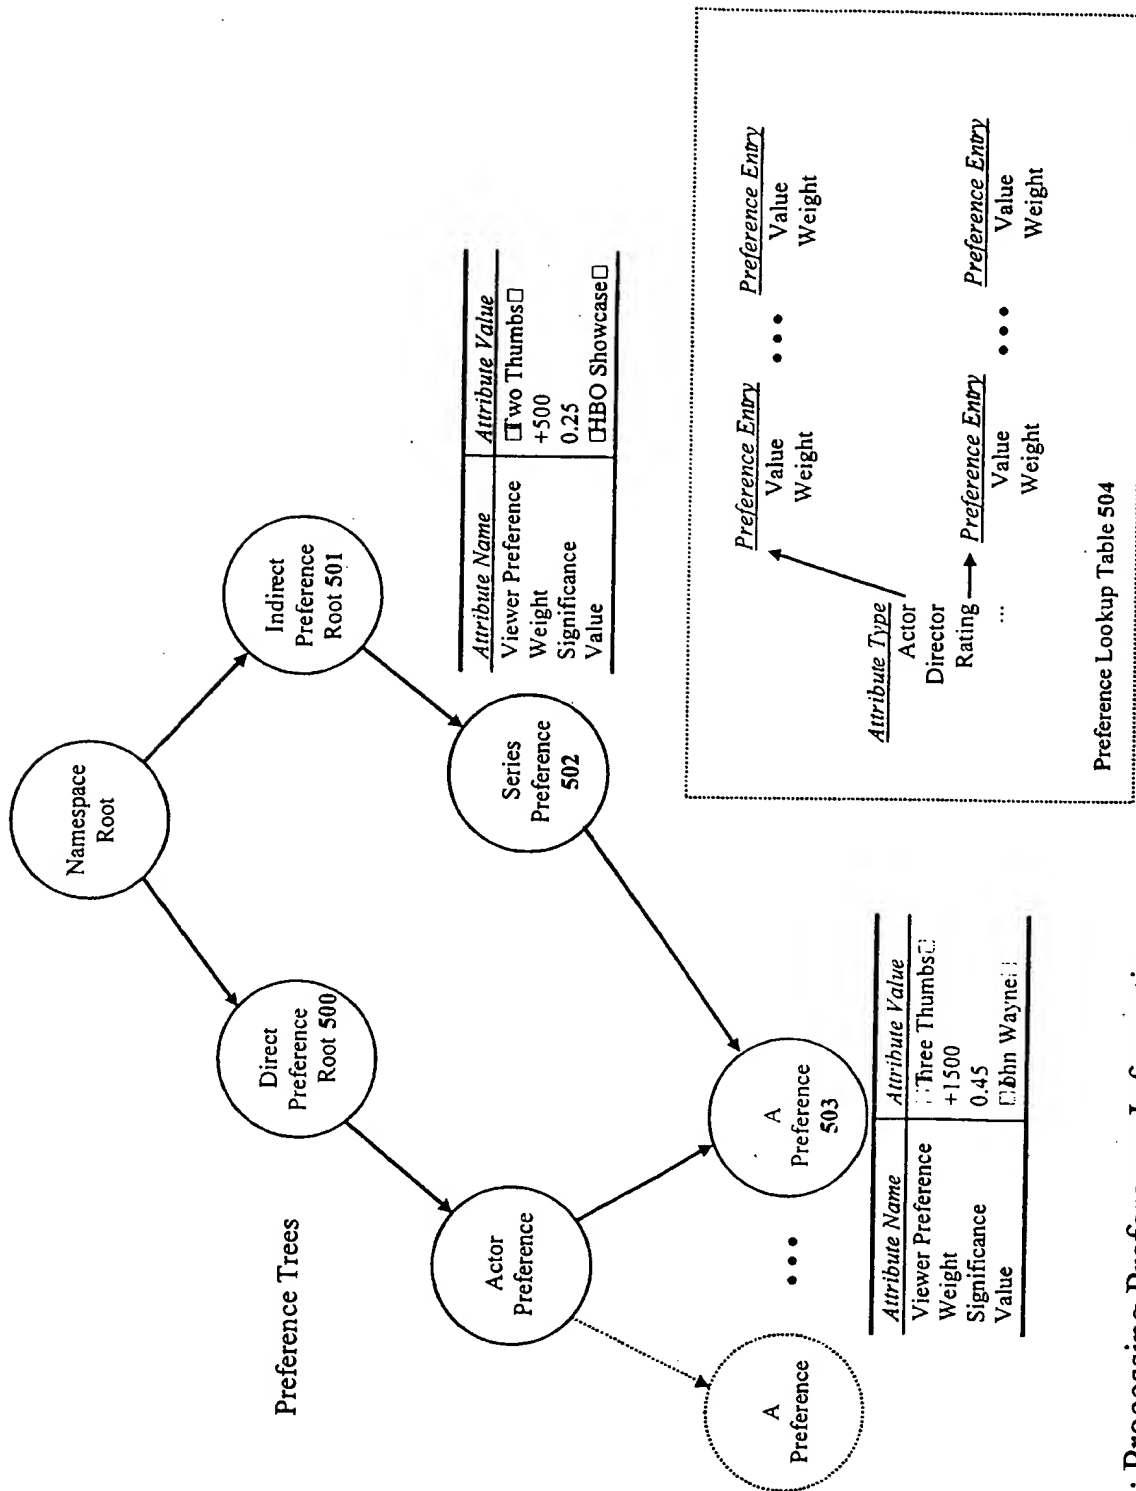 Preference Trees
Namespace
Root
Direct
Preference
Root 500
Indirect
Preference
Root 501
Actor
Preference
Series
Preference
502
Attribute Name Attribute Value
Viewer Preference □Two Thumbs□
Weight +500
Significance 0.25
Value □HBO Showcase□
A
Preference
•••
A
Preference
503
Attribute Name Attribute Value
Viewer Preference □Three Thumbs□
Weight +1500
Significance 0.45
Value
Wayne
Attribute Type
Actor
Director
Rating
...
Preference Entry
Value
Weight
•••
Preference Entry
Value
Weight
Preference Entry
Value
Weight
•••
Preference Entry
Value
Weight
Preference Lookup Table 504
: Processing